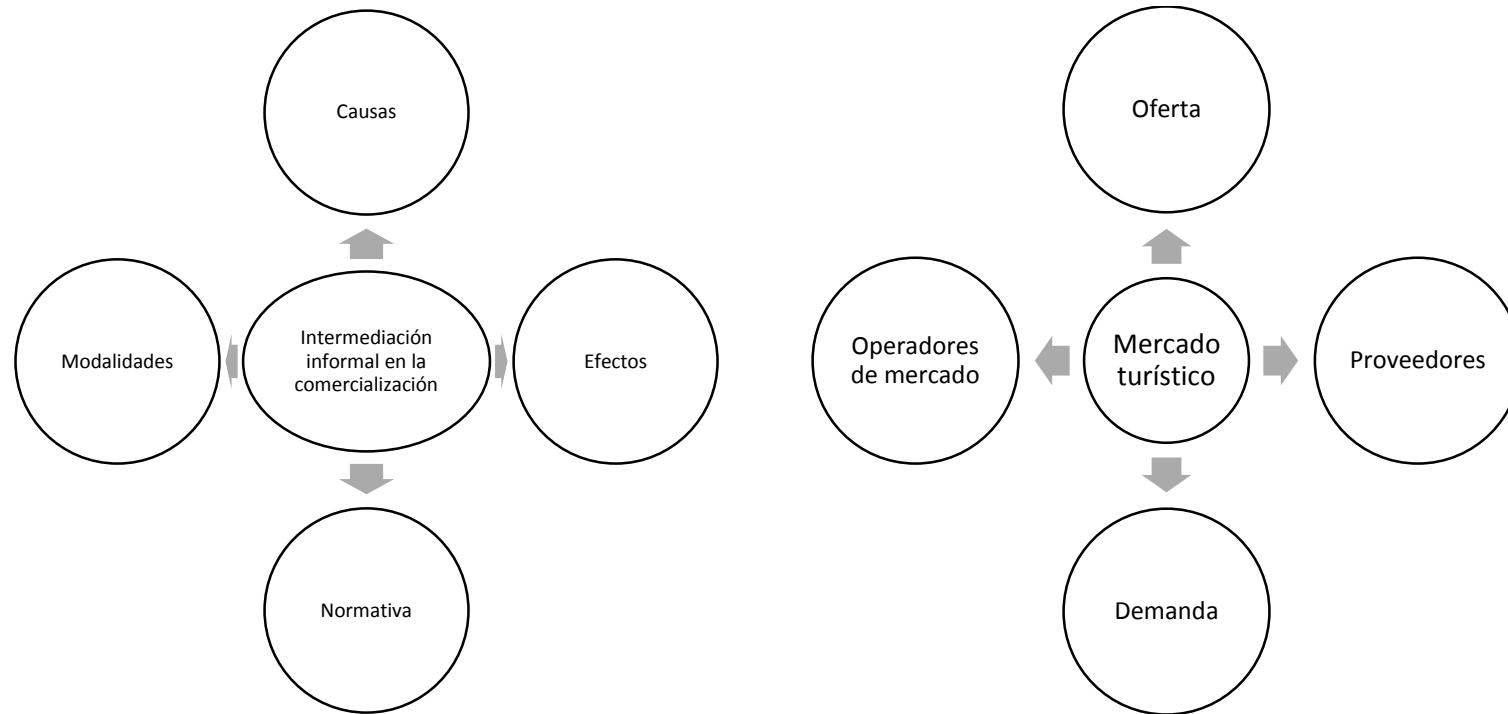 Causas
Modalidades
Intermediación
informal en la
comercialización
Efectos
Normativa
Oferta
Operadores
de mercado
Mercado
turístico
Proveedores
Demanda